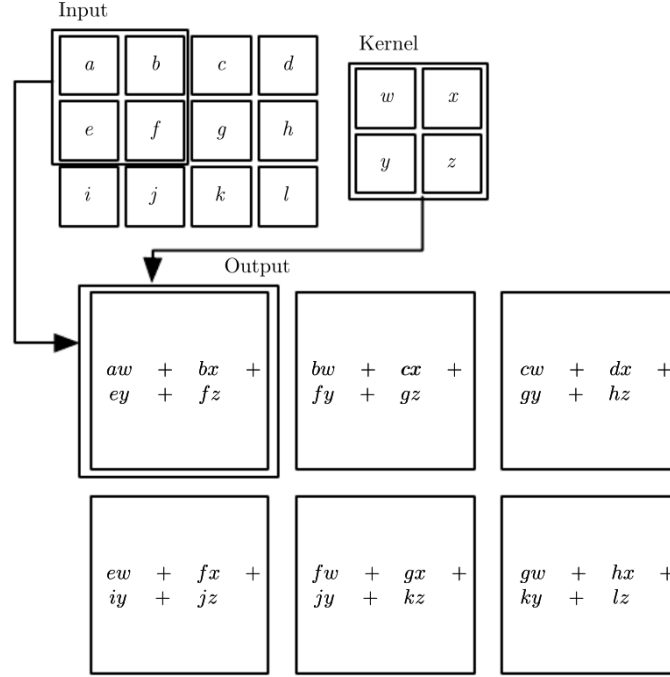 Input
a b c d
e f g h
i j k l
Kernel
w x
y z
Output
aw + bx +
ey + fz
bw + cx +
fy + gz
cw + dx +
gy + hz
ew + fx +
iy + jz
fw + gx +
jy + kz
gw + hx +
ky + lz